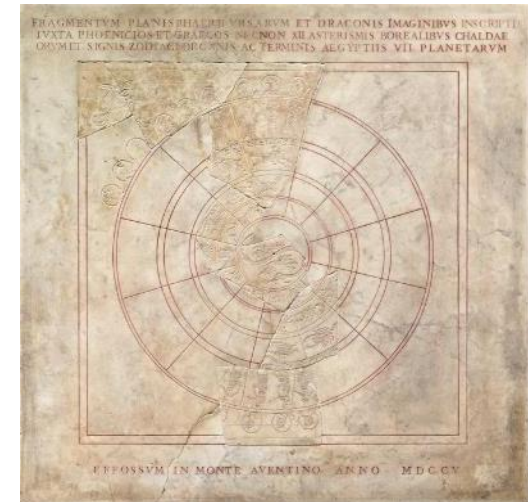 FRAGMENTVM PLANISPHAERII VRSARVM ET DRACONIS IMAGINIBVS INSCRIPTI
IVXTA PHOENICIOS ET GRAECOS NECNON XII ASTERISMIS BOREALIBVS CHALDAE
ORVM ET SIGNIS ZODIACI DECANIS AC TERMINIS AEGYPTIIS VII PLANETARVM
EFFOSSVM IN MONTE AVENTINO ANNO MDCCV